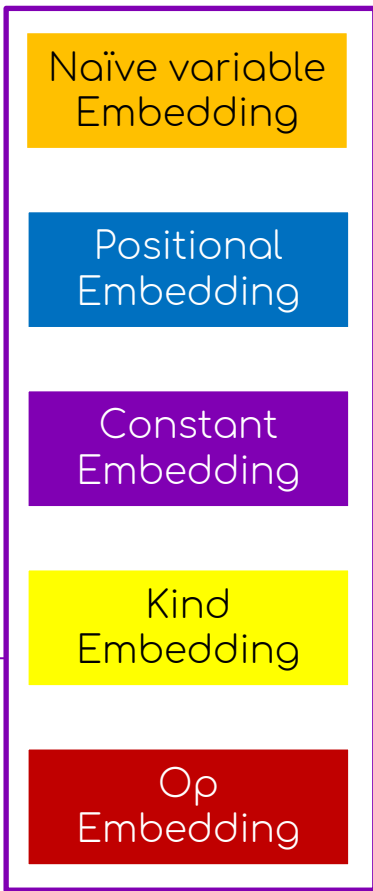 Naïve variable
Embedding
Positional
Embedding
Constant
Embedding
Kind
Embedding
Op
Embedding